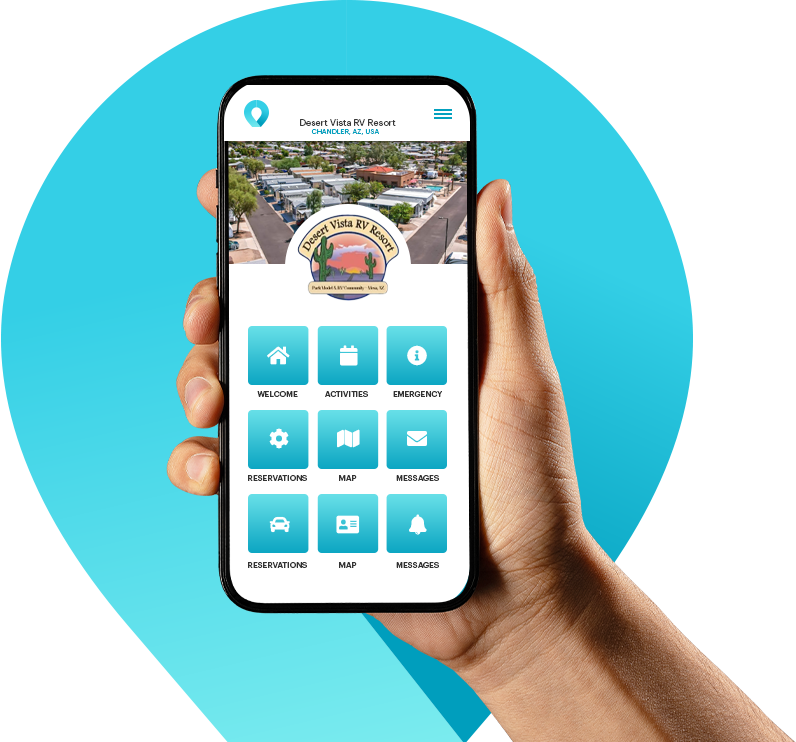 Desert Vista RV Resort
CHANDLER, AZ, USA
Desert Vista RV Resort
Park Model & RV Community - Mesa, AZ
WELCOME
ACTIVITIES
EMERGENCY
RESERVATIONS
MAP
MESSAGES
RESERVATIONS
MAP
MESSAGES